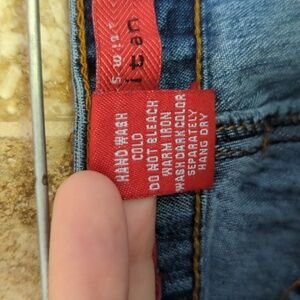 HAND WASH
COLD
DO NOT BLEACH
WARM IRON
WASH DARK COLOR
SEPARATELY
HANG DRY